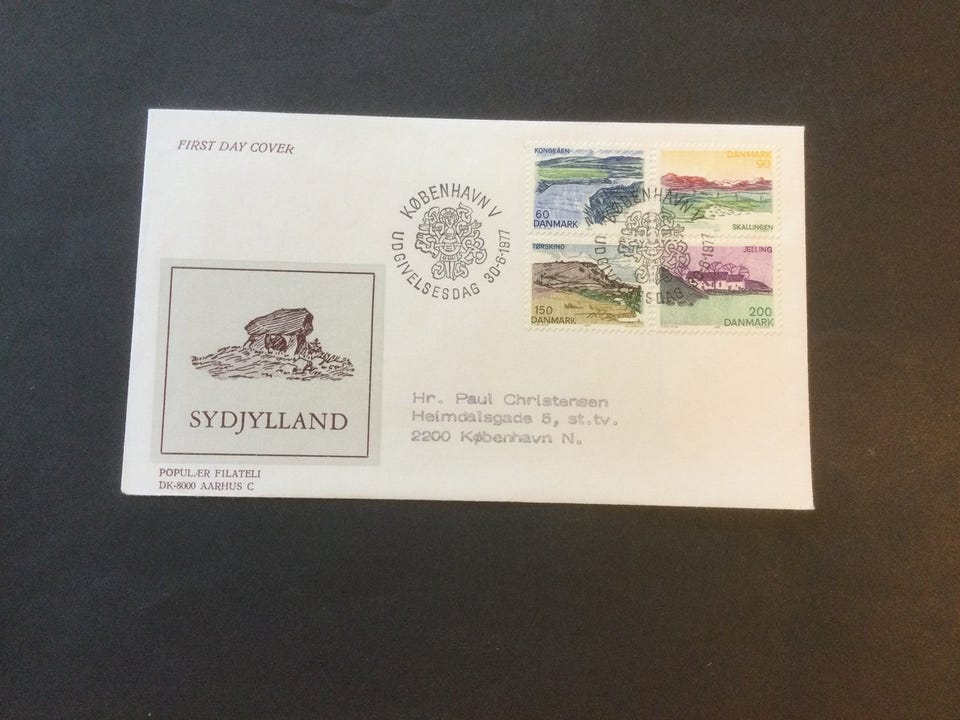 FIRST DAY COVER
KØBENHAVN V
UDGIVELSESDAG 30-6-1977
KONGEÅEN
60
DANMARK
DANMARK
90
SKALLINGEN
KØBENHAVN V
TØRSKIND
150
DANMARK
JELLING
200
DANMARK
SYDJYLLAND
POPULÆR FILATELI
DK-8000 AARHUS C
Hr. Paul Christensen
Heimdalsgade 5, st.tv.
2200 København N.